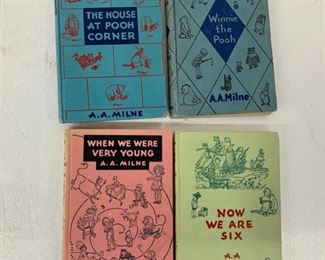 THE HOUSE
AT POOH
CORNER
A.A. MILNE
Winnie
the
Pooh
A.A. Milne
WHEN WE WERE
VERY YOUNG
A.A. MILNE
NOW
WE ARE
SIX
A.A